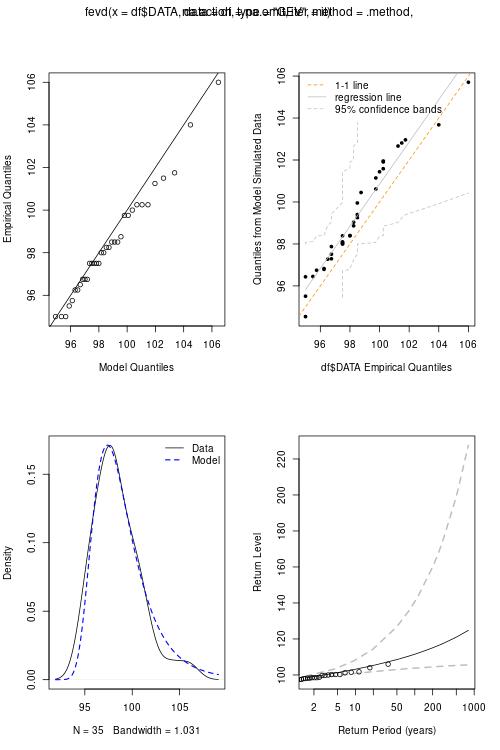 fevd(x = df$DATA, method = .method,
106
104
102
100
98
96
Empirical Quantiles
96 98 100 102 104 106
Model Quantiles
1-1 line
regression line
95% confidence bands
106
104
102
100
98
96
Quantiles from Model Simulated Data
96 98 100 102 104 106
df$DATA Empirical Quantiles
Data
Model
0.15
0.10
0.05
0.00
Density
95 100 105
N = 35 Bandwidth = 1.031
220
200
180
160
140
120
100
Return Level
2 5 10 50 200 1000
Return Period (years)